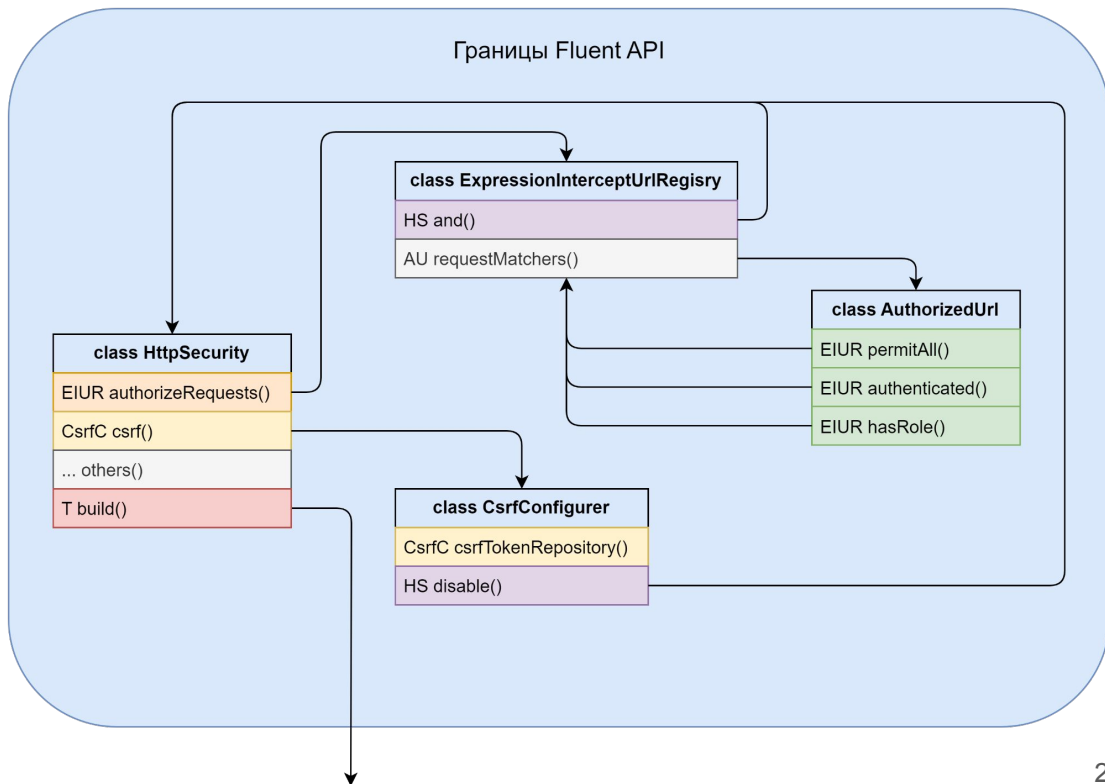 Границы Fluent API
class ExpressionInterceptUrlRegisry
HS and()
AU requestMatchers()
class AuthorizedUrl
EIUR permitAll()
EIUR authenticated()
EIUR hasRole()
class HttpSecurity
EIUR authorizeRequests()
CsrfC csrf()
... others()
T build()
class CsrfConfigurer
CsrfC csrfTokenRepository()
HS disable()